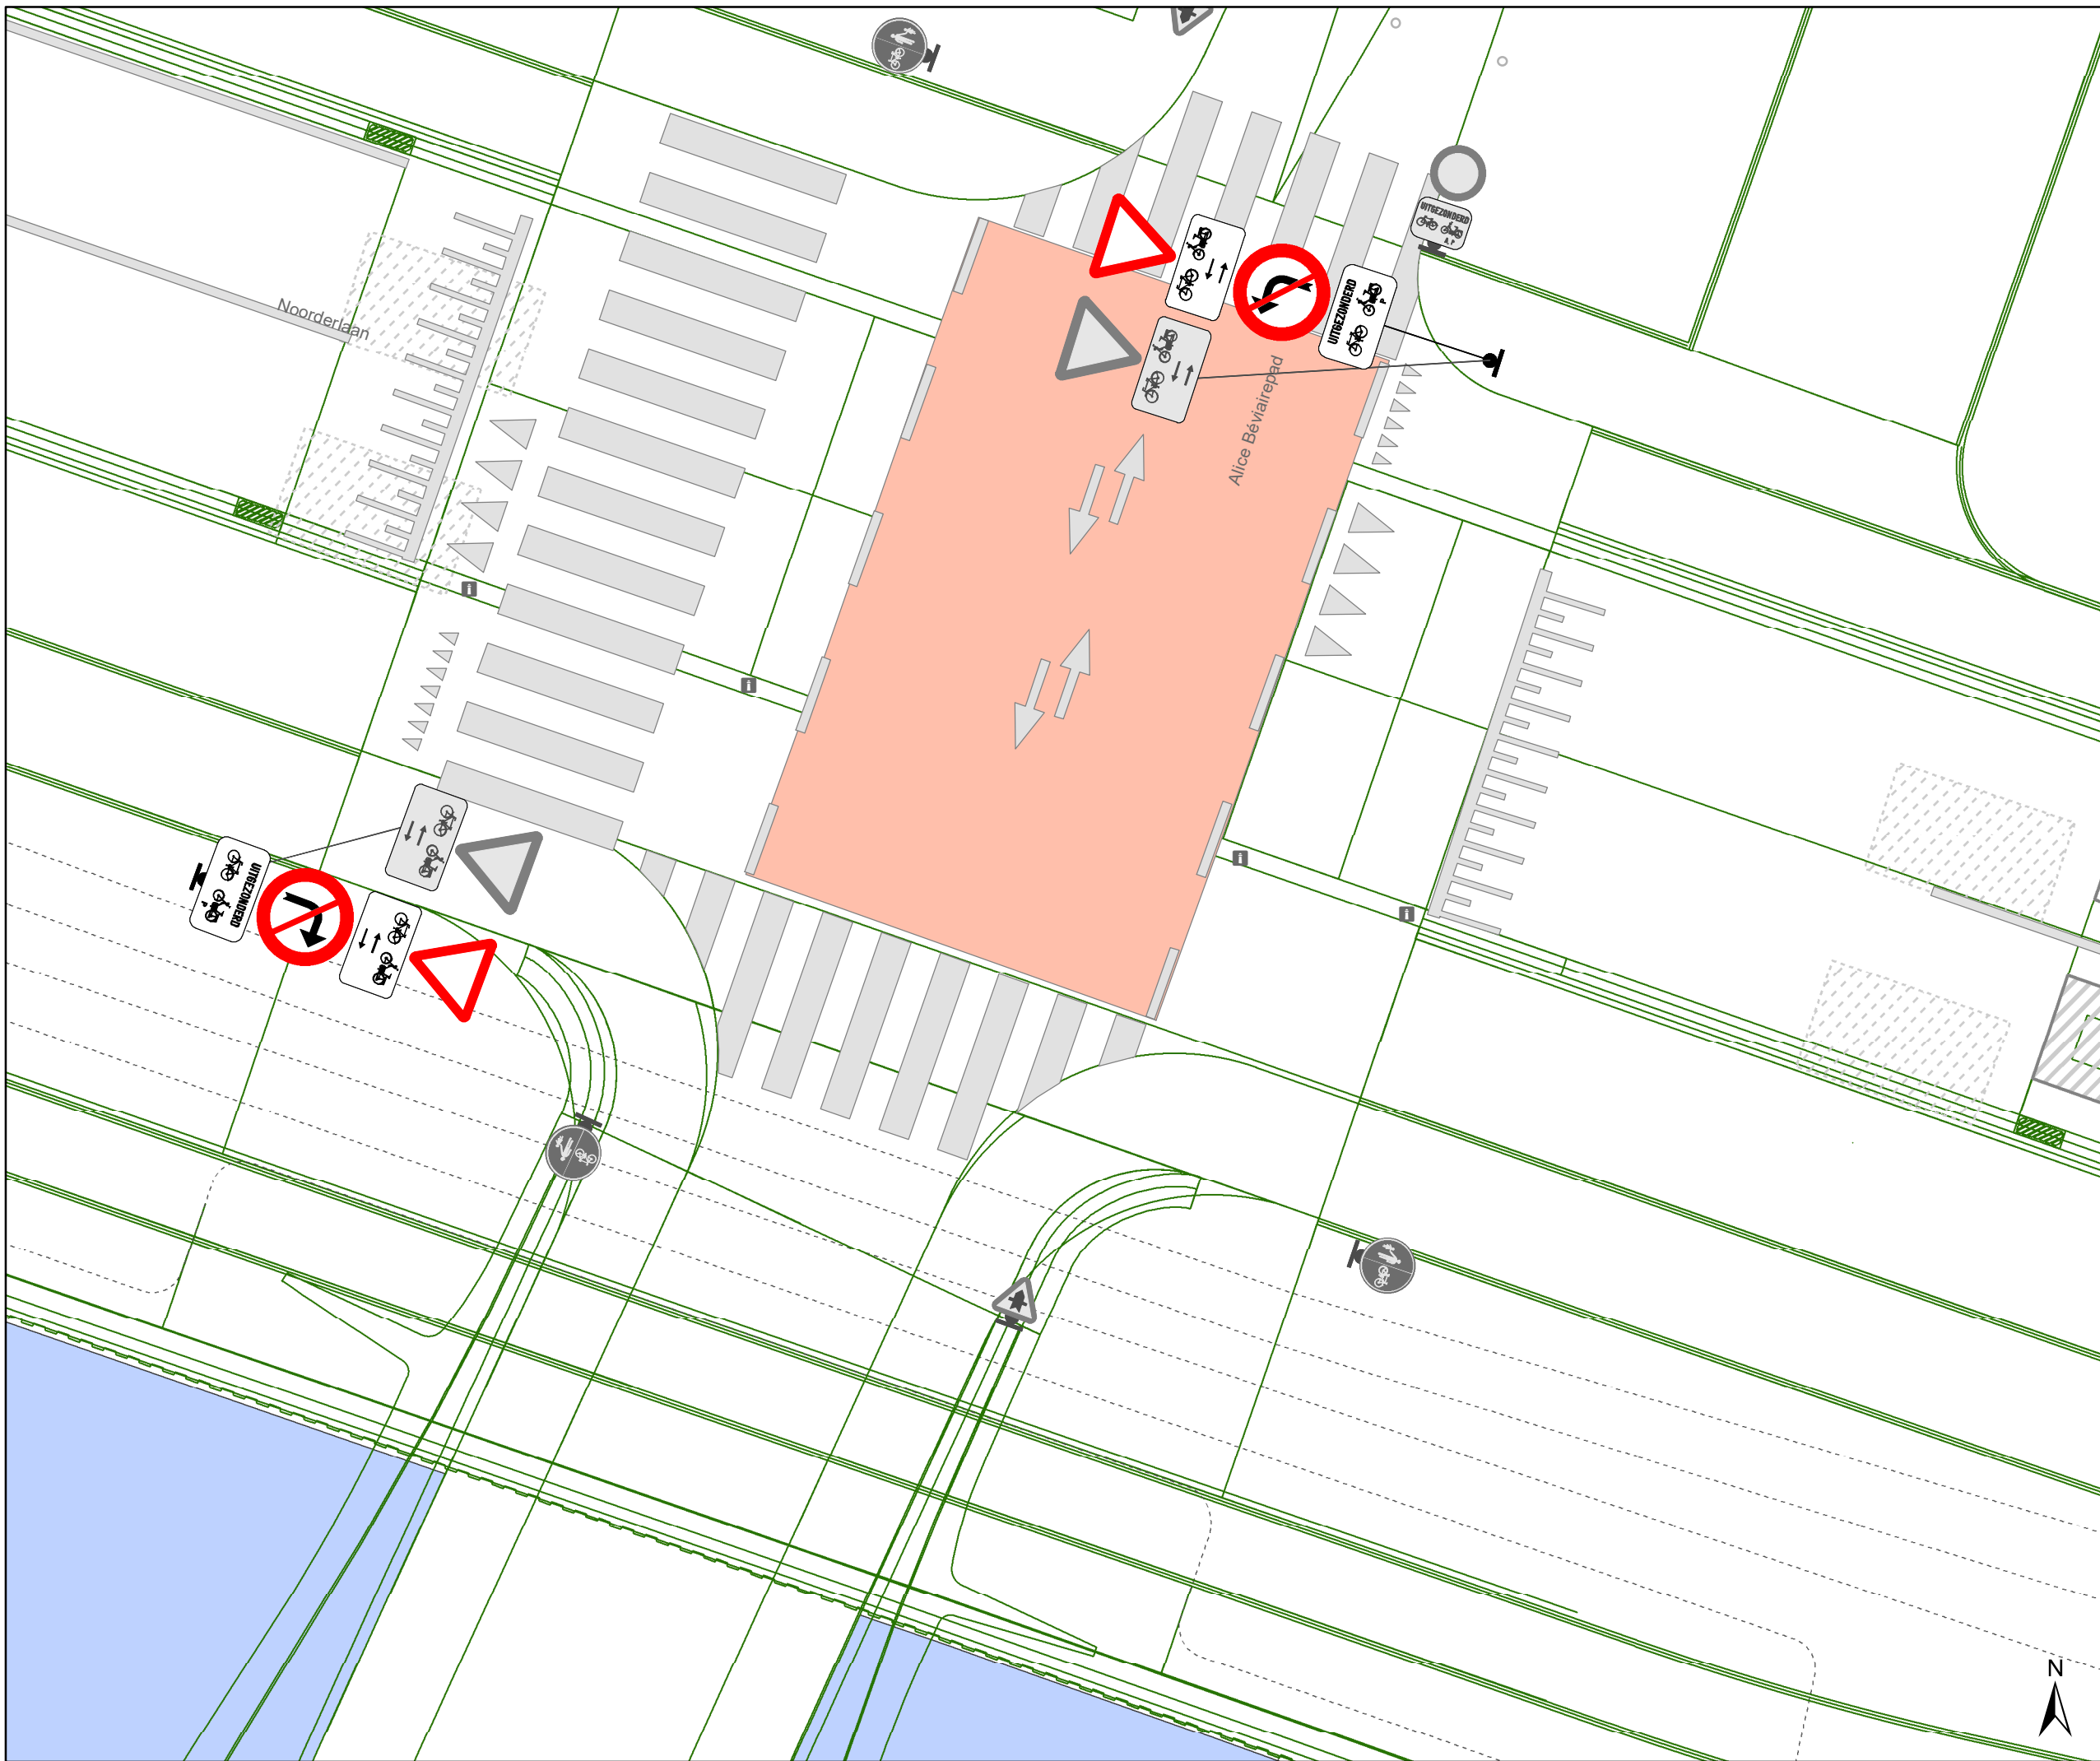 Noorderlaan
UITGEZONDERD
A, P
UITGEZONDERD
P
Alice Béviairepad
UITGEZONDERD
P
N